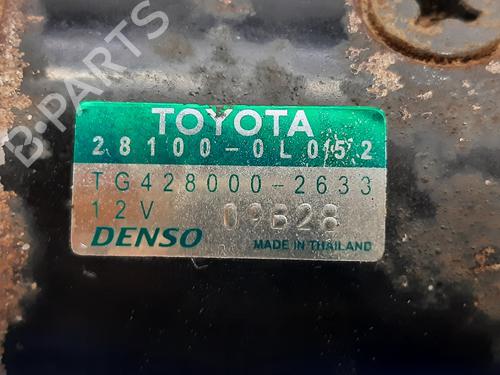 B-PARTS
TOYOTA
28100-0L052
TG428000-2633
12V 09B28
DENSO MADE IN THAILAND